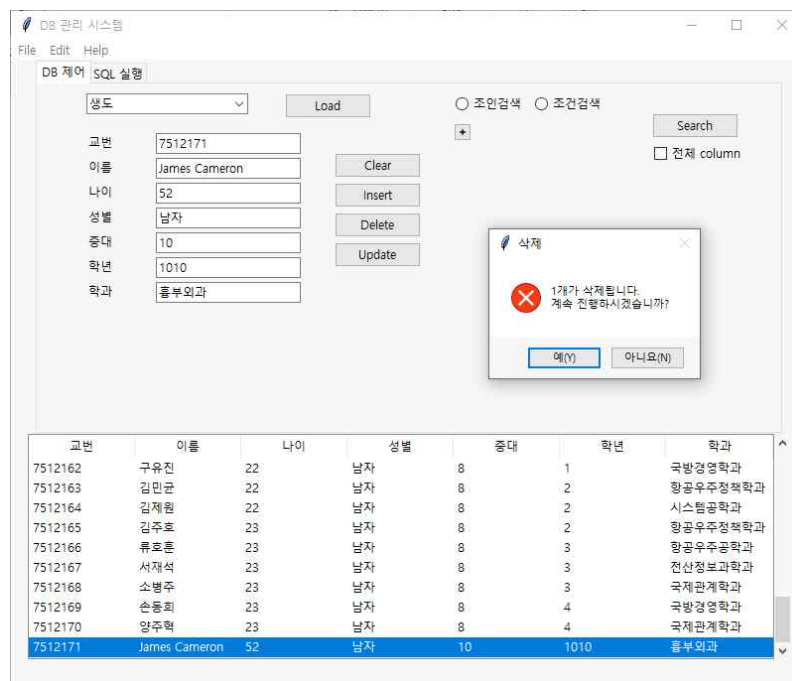 DB 관리 시스템
File Edit Help
DB 제어 SQL 실행
생도 Load 조인검색 조건검색
+ Search
전체 column
교번 7512171
이름 James Cameron Clear
나이 52 Insert
성별 남자 Delete
중대 10 Update
학년 1010
학과 흉부외과
삭제
1개가 삭제됩니다.
계속 진행하시겠습니까?
예(Y) 아니요(N)
교번 이름 나이 성별 중대 학년 학과
7512162 구유진 22 남자 8 1 국방경영학과
7512163 김민균 22 남자 8 2 항공우주정책학과
7512164 김제원 22 남자 8 2 시스템공학과
7512165 김주호 23 남자 8 2 항공우주정책학과
7512166 류호훈 23 남자 8 3 항공우주공학과
7512167 서재석 23 남자 8 3 전산정보과학과
7512168 소병주 23 남자 8 3 국제관계학과
7512169 손동희 23 남자 8 4 국방경영학과
7512170 양주혁 23 남자 8 4 국제관계학과
7512171 James Cameron 52 남자 10 1010 흉부외과